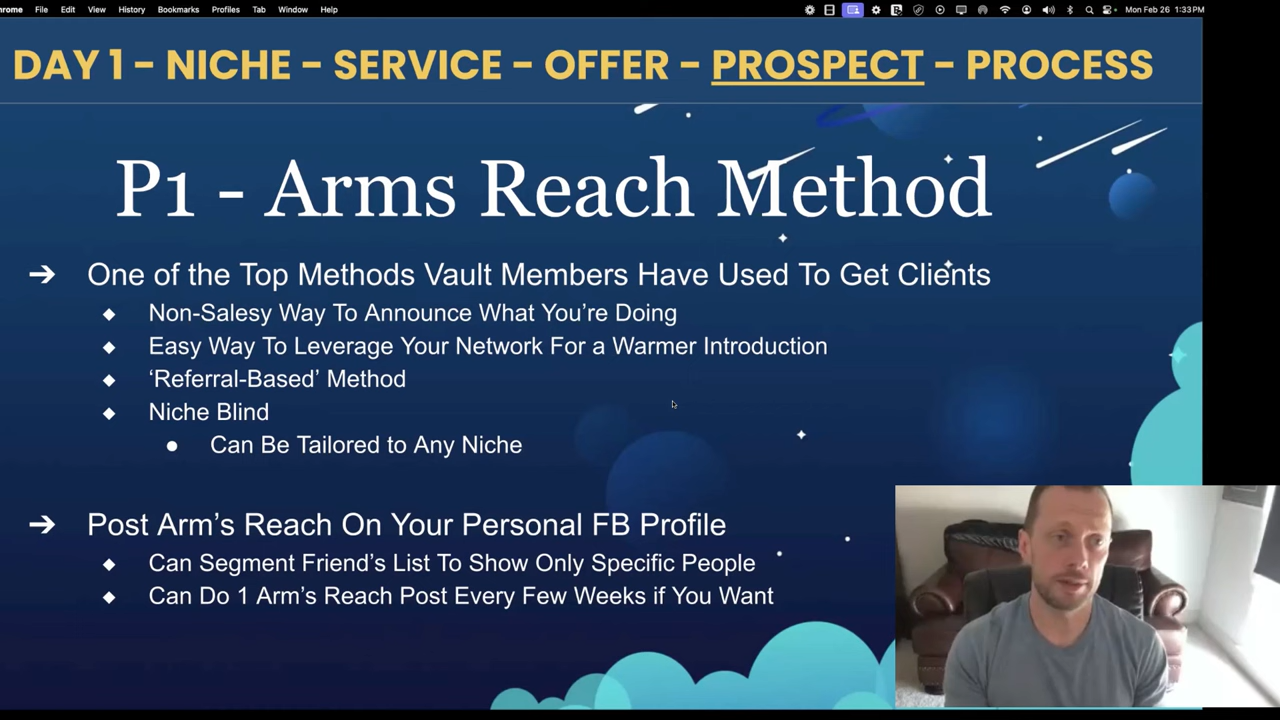 hrome File Edit View History Bookmarks Profiles Tab Window Help Mon Feb 26 1:33 PM
DAY 1 – NICHE – SERVICE – OFFER – PROSPECT – PROCESS
P1 - Arms Reach Method
➔ One of the Top Methods Vault Members Have Used To Get Clients
◆ Non-Salesy Way To Announce What You’re Doing
◆ Easy Way To Leverage Your Network For a Warmer Introduction
◆ ‘Referral-Based’ Method
◆ Niche Blind
● Can Be Tailored to Any Niche
➔ Post Arm’s Reach On Your Personal FB Profile
◆ Can Segment Friend’s List To Show Only Specific People
◆ Can Do 1 Arm’s Reach Post Every Few Weeks if You Want